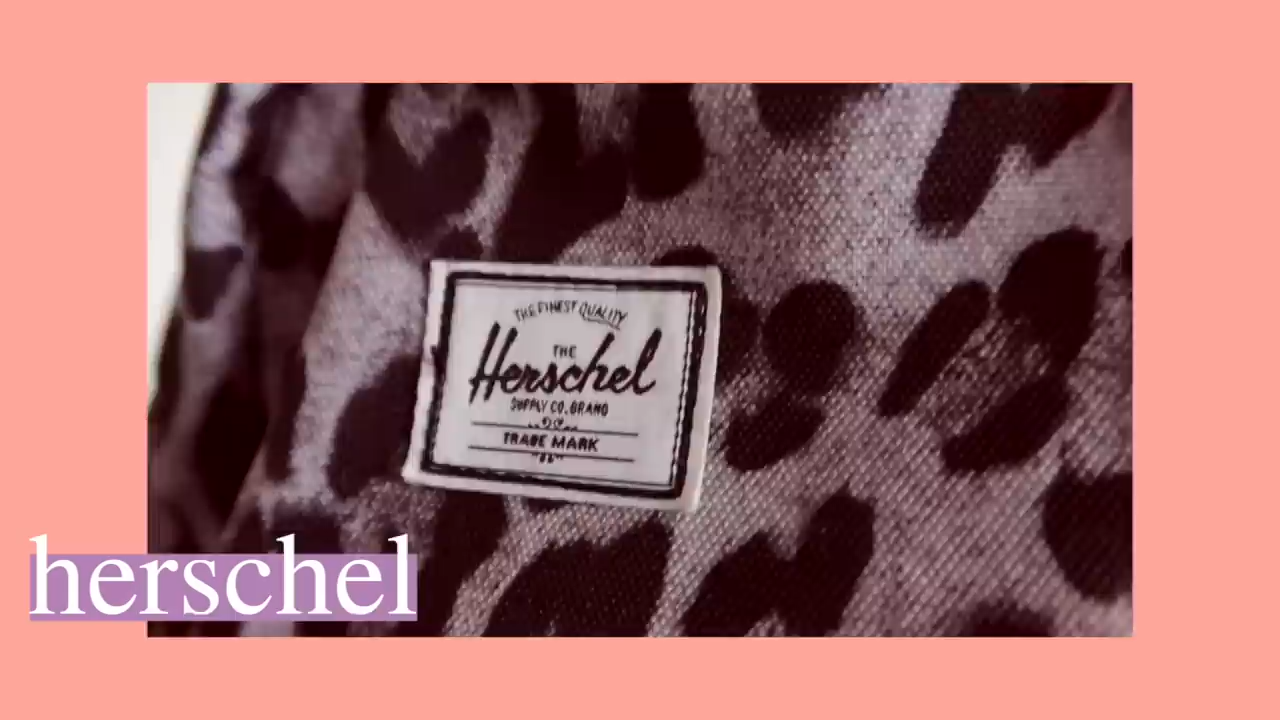 THE FINEST QUALITY
THE
Herschel
SUPPLY CO. BRAND
TRADE MARK
herschel